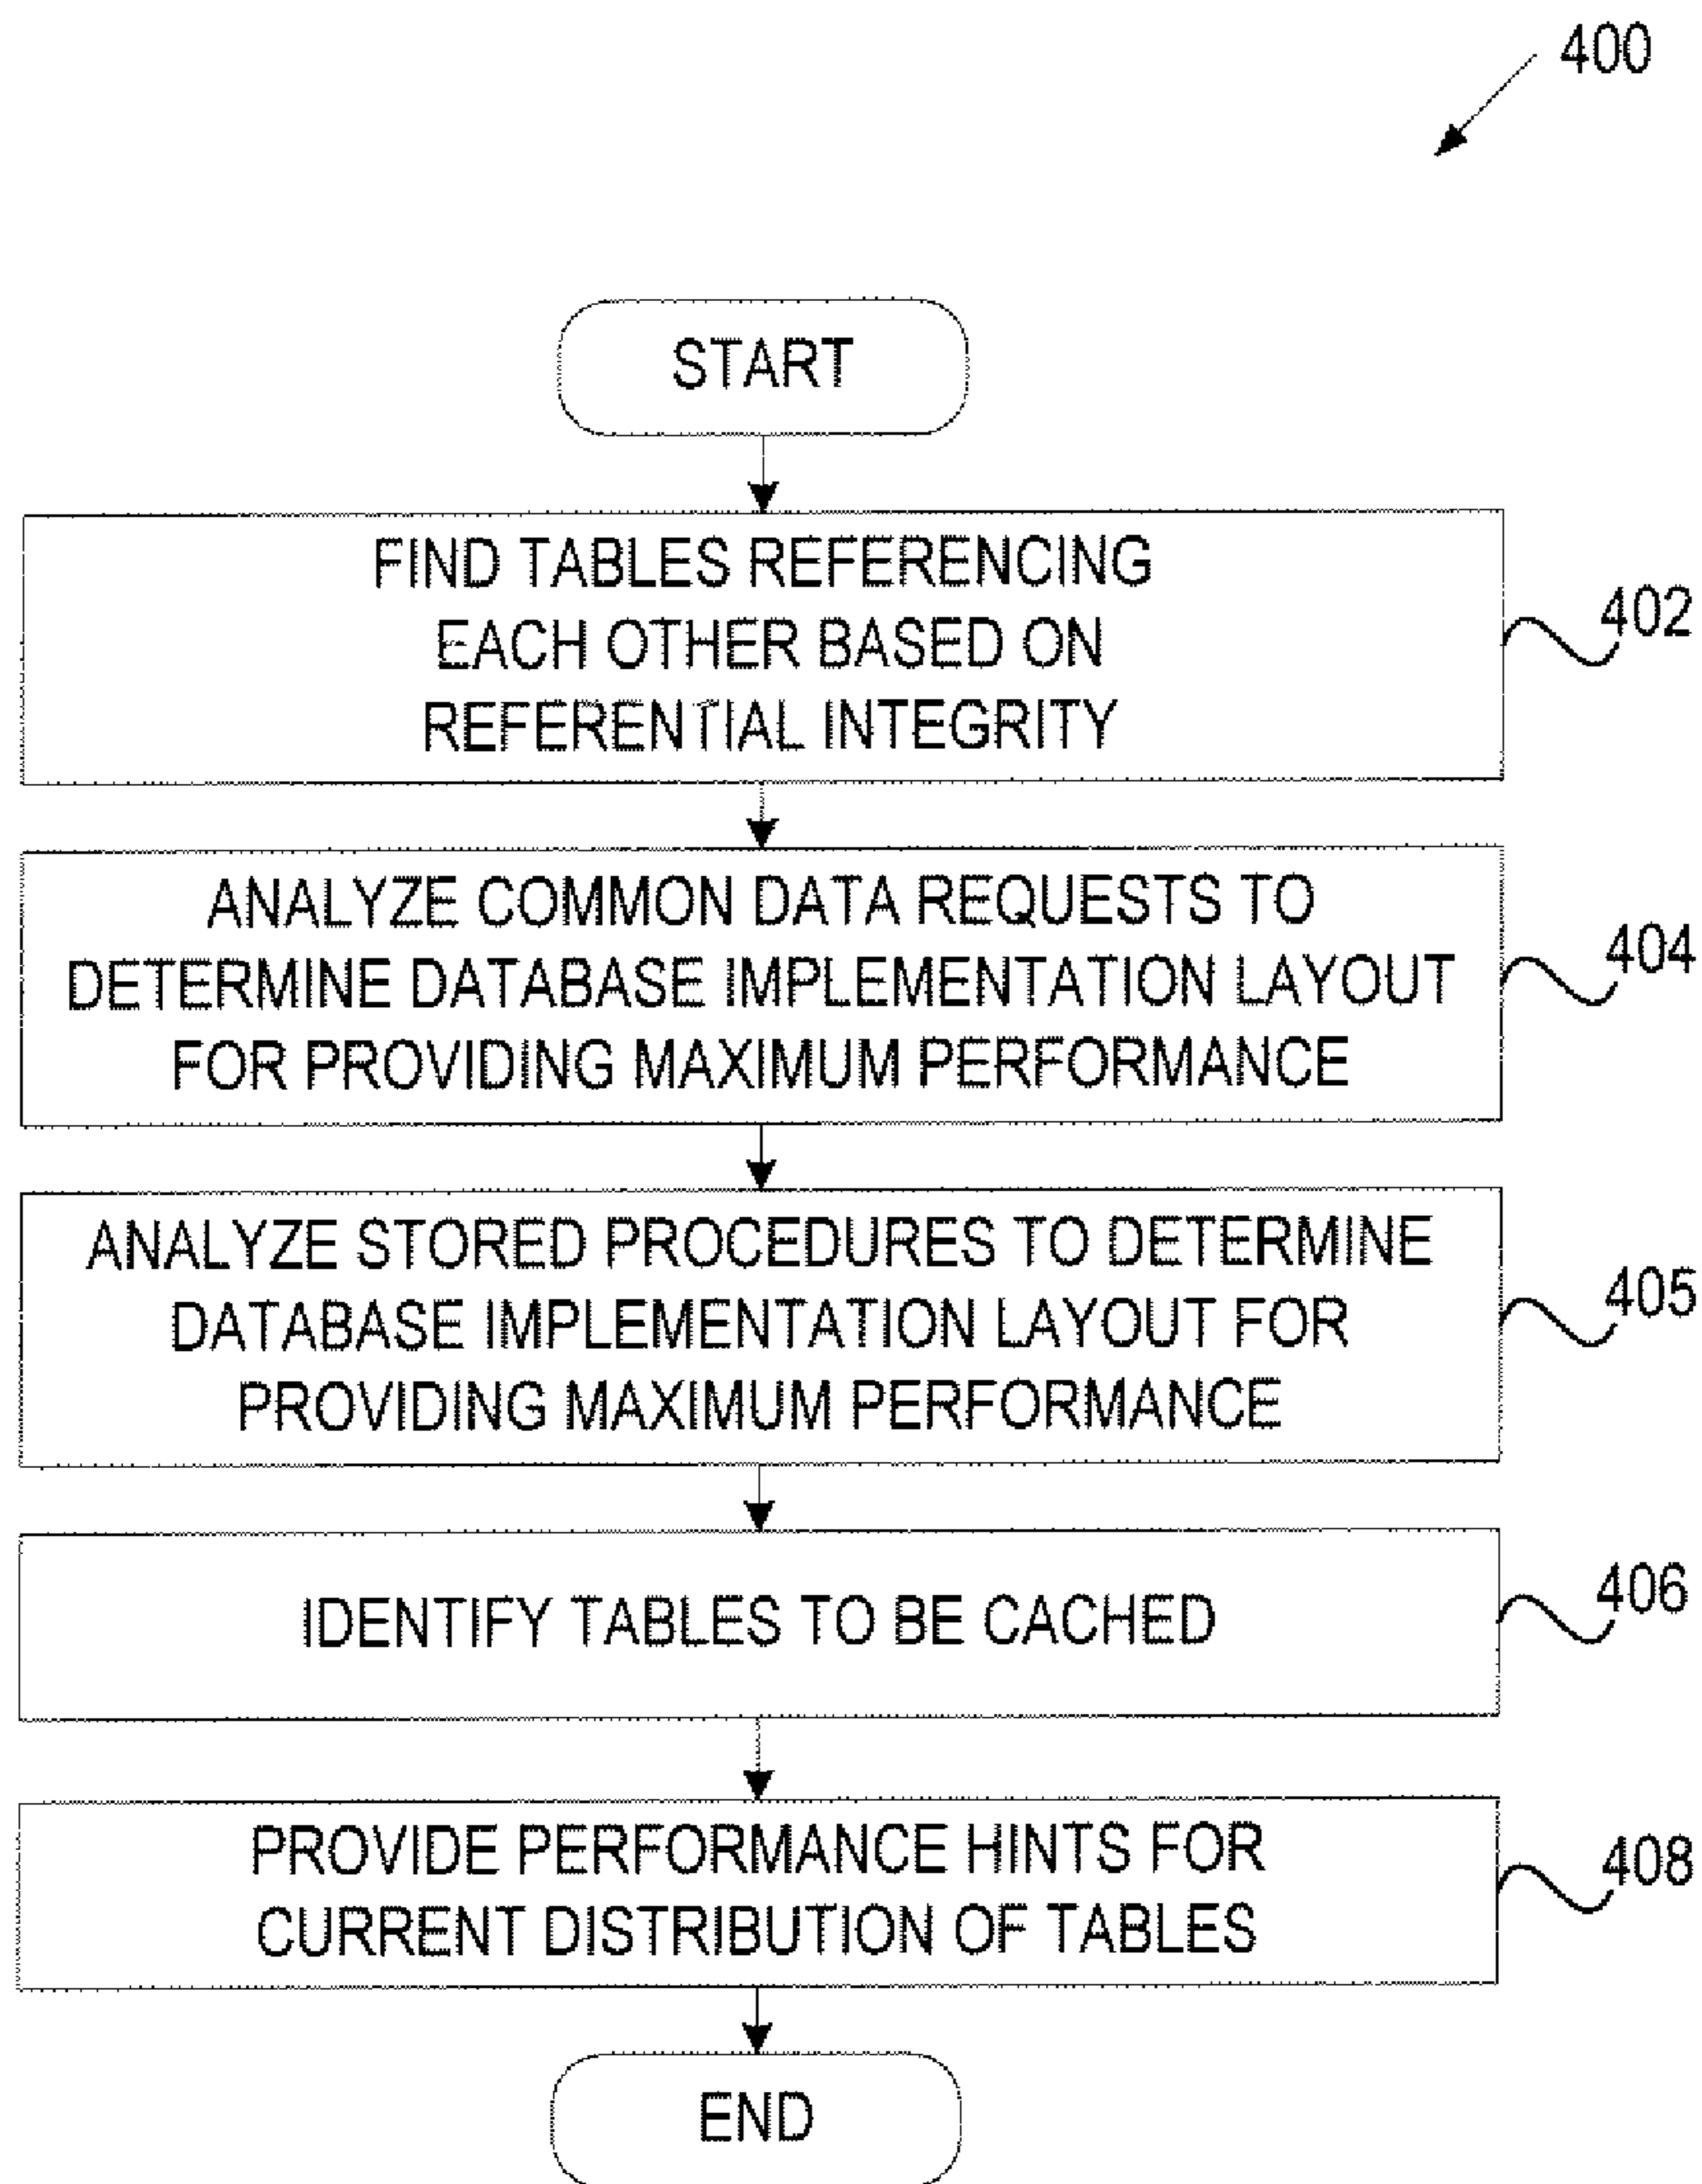 400
START
FIND TABLES REFERENCING
EACH OTHER BASED ON
REFERENTIAL INTEGRITY
402
ANALYZE COMMON DATA REQUESTS TO
DETERMINE DATABASE IMPLEMENTATION LAYOUT
FOR PROVIDING MAXIMUM PERFORMANCE
404
ANALYZE STORED PROCEDURES TO DETERMINE
DATABASE IMPLEMENTATION LAYOUT FOR
PROVIDING MAXIMUM PERFORMANCE
405
IDENTIFY TABLES TO BE CACHED
406
PROVIDE PERFORMANCE HINTS FOR
CURRENT DISTRIBUTION OF TABLES
408
END